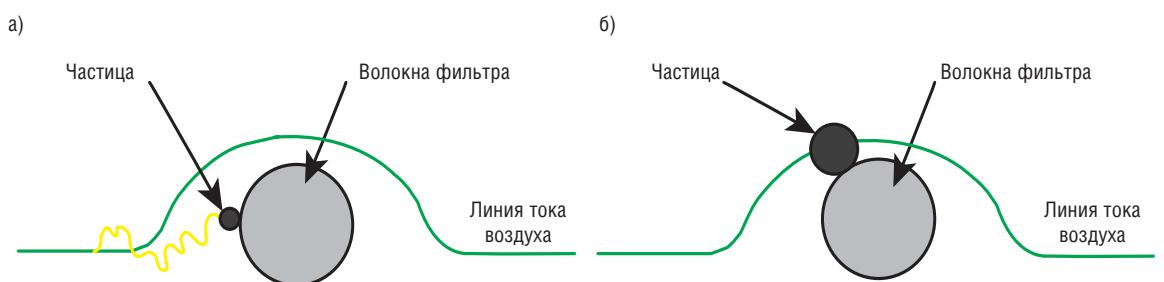 а)
Частица
Волокна фильтра
Линия тока
воздуха
б)
Частица
Волокна фильтра
Линия тока
воздуха